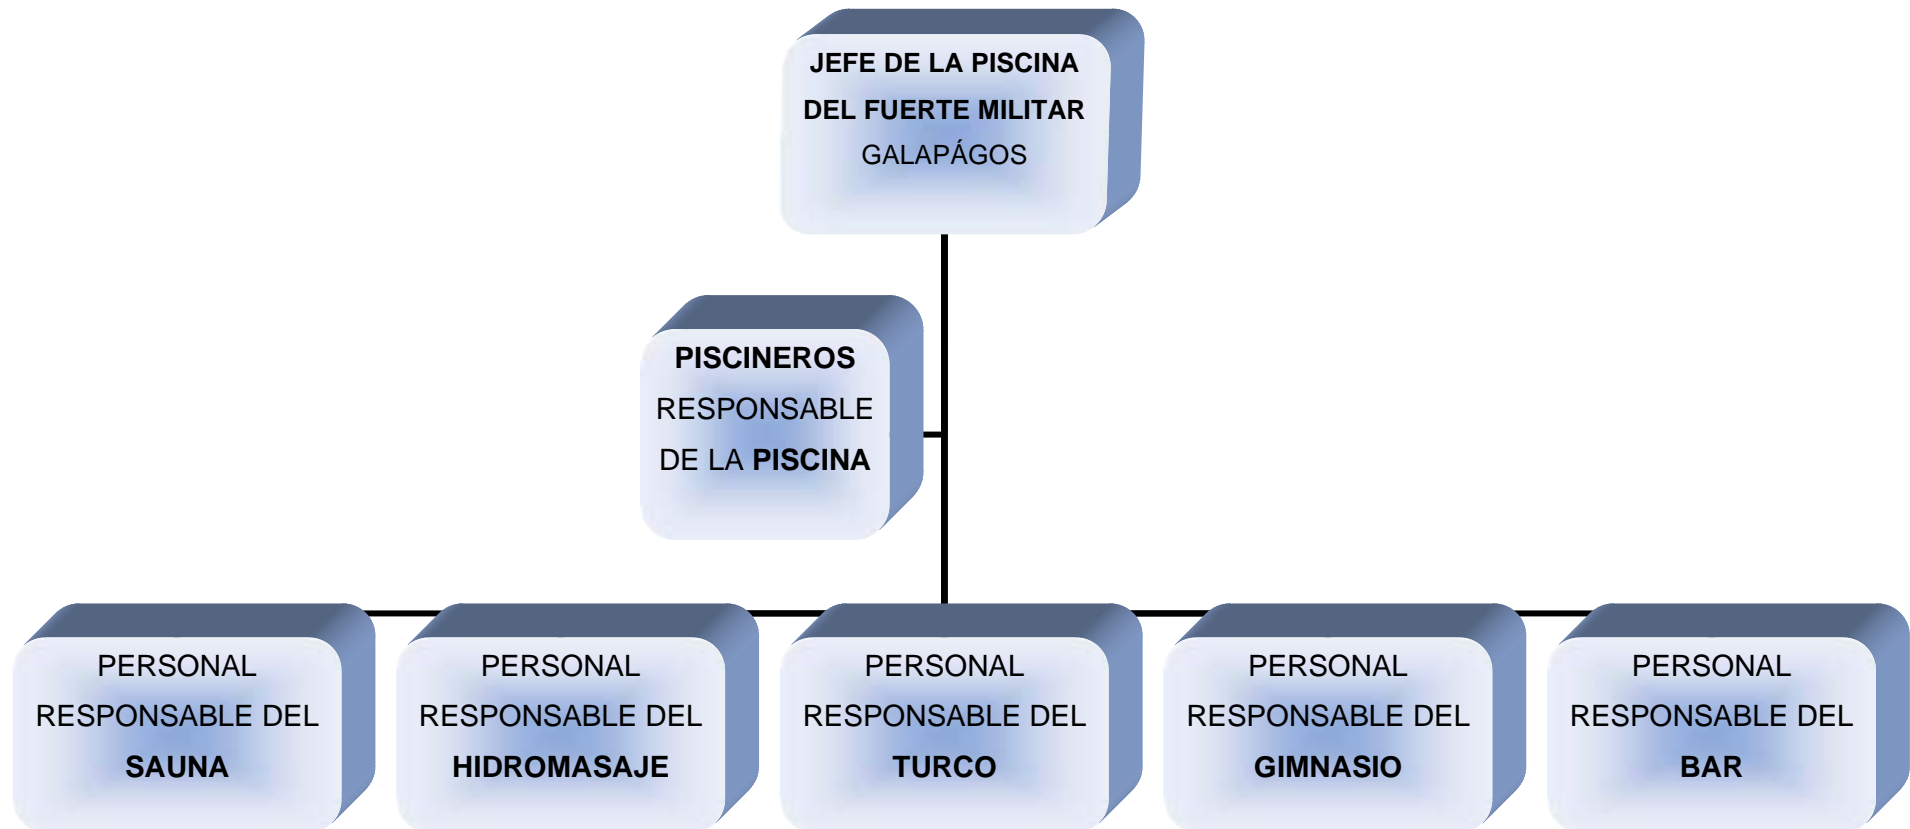 JEFE DE LA PISCINA
DEL FUERTE MILITAR
GALAPÁGOS
PISCINEROS
RESPONSABLE
DE LA PISCINA
PERSONAL
RESPONSABLE DEL
SAUNA
PERSONAL
RESPONSABLE DEL
HIDROMASAJE
PERSONAL
RESPONSABLE DEL
TURCO
PERSONAL
RESPONSABLE DEL
GIMNASIO
PERSONAL
RESPONSABLE DEL
BAR